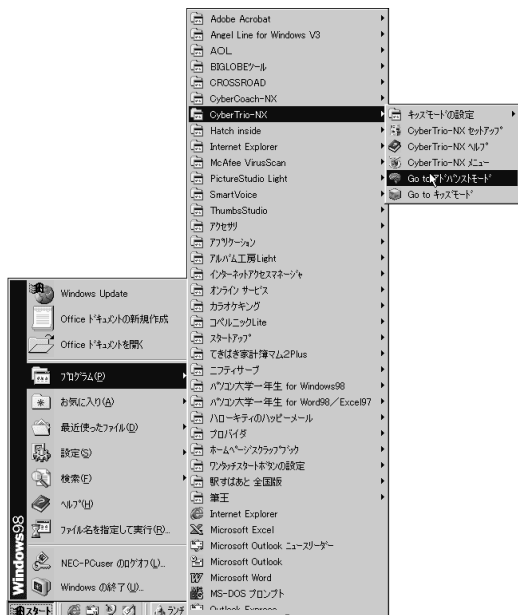 Adobe Acrobat
Angel Line for Windows V3
AOL
BIGLOBEツール
CROSSROAD
CyberCoach-NX
CyberTrio-NX
Hatch inside
Internet Explorer
McAfee VirusScan
PictureStudio Light
SmartVoice
ThumbsStudio
アクセサリ
アプリケーション
アルバム工房Light
インターネットアクセスマネージャ
オンライン サービス
カラオケキング
コペルニックLite
スタートアップ
てきぱき家計簿マム2Plus
ニフティサーブ
パソコン大学一年生 for Windows98
パソコン大学一年生 for Word98／Excel97
ハローキティのハッピーメール
プロバイダ
ホームページスクラップブック
ワンタッチスタートボタンの設定
駅すぱあと 全国版
筆王
Internet Explorer
Microsoft Excel
Microsoft Outlook ニュースリーダー
Microsoft Outlook
Microsoft Word
MS-DOS プロンプト
Outlook Express
キッズモードの設定
CyberTrio-NX セットアップ
CyberTrio-NX ヘルプ
CyberTrio-NX メニュー
Go to アドバンストモード
Go to キッズモード
Windows Update
Office ドキュメントの新規作成
Office ドキュメントを開く
プログラム(P)
お気に入り(A)
最近使ったファイル(D)
設定(S)
検索(F)
ヘルプ(H)
ファイル名を指定して実行(R)...
NEC-PCuser のログオフ(L)...
Windows の終了(U)...
Windows98
スタート
ランチ